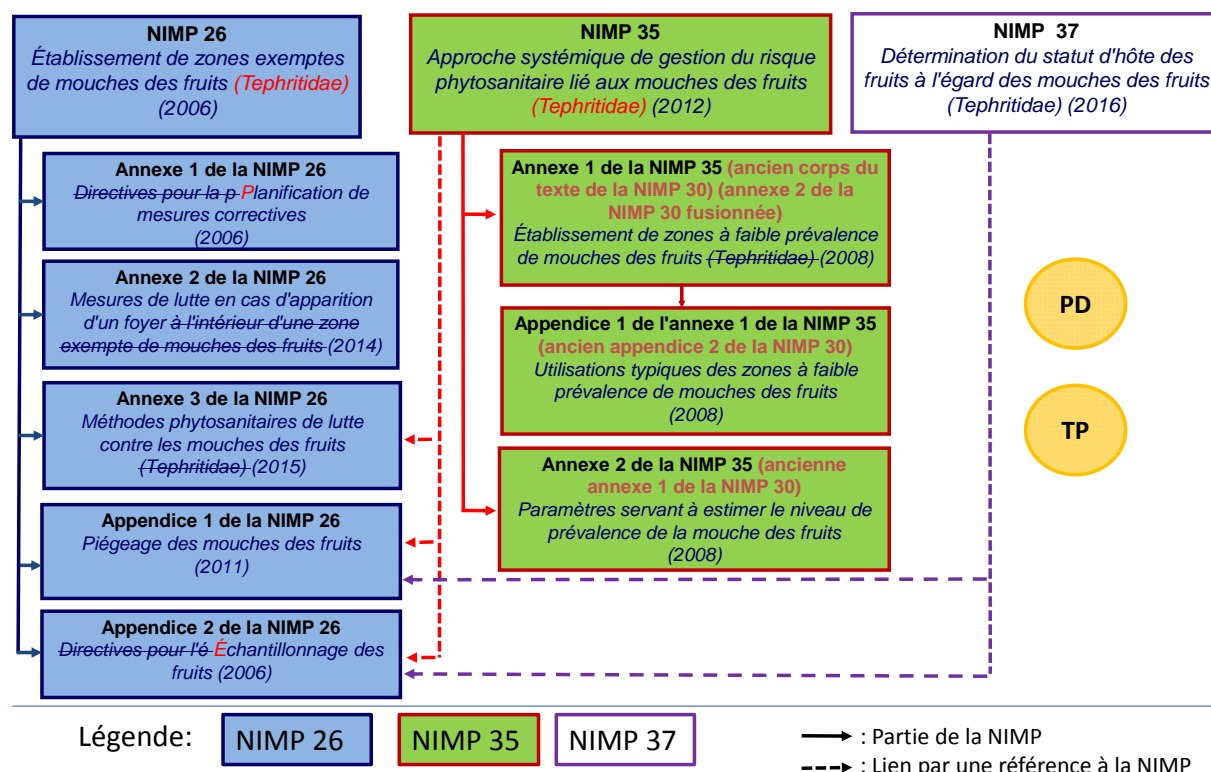 NIMP 26
Établissement de zones exemptes
de mouches des fruits (Tephritidae)
(2006)
Annexe 1 de la NIMP 26
Directives pour la p Planification de
mesures correctives
(2006)
Annexe 2 de la NIMP 26
Mesures de lutte en cas d'apparition
d'un foyer à l'intérieur d'une zone
exempte de mouches des fruits (2014)
Annexe 3 de la NIMP 26
Méthodes phytosanitaires de lutte
contre les mouches des fruits
(Tephritidae) (2015)
Appendice 1 de la NIMP 26
Piégeage des mouches des fruits
(2011)
Appendice 2 de la NIMP 26
Directives pour l'é Échantillonnage des
fruits (2006)
NIMP 35
Approche systémique de gestion du risque
phytosanitaire lié aux mouches des fruits
(Tephritidae) (2012)
Annexe 1 de la NIMP 35 (ancien corps du
texte de la NIMP 30) (annexe 2 de la
NIMP 30 fusionnée)
Établissement de zones à faible prévalence
de mouches des fruits (Tephritidae) (2008)
Appendice 1 de l'annexe 1 de la NIMP 35
(ancien appendice 2 de la NIMP 30)
Utilisations typiques des zones à faible
prévalence de mouches des fruits
(2008)
Annexe 2 de la NIMP 35 (ancienne
annexe 1 de la NIMP 30)
Paramètres servant à estimer le niveau de
prévalence de la mouche des fruits
(2008)
NIMP 37
Détermination du statut d'hôte des
fruits à l'égard des mouches des fruits
(Tephritidae) (2016)
PD
TP
Légende:
NIMP 26
NIMP 35
NIMP 37
: Partie de la NIMP
: Lien par une référence à la NIMP